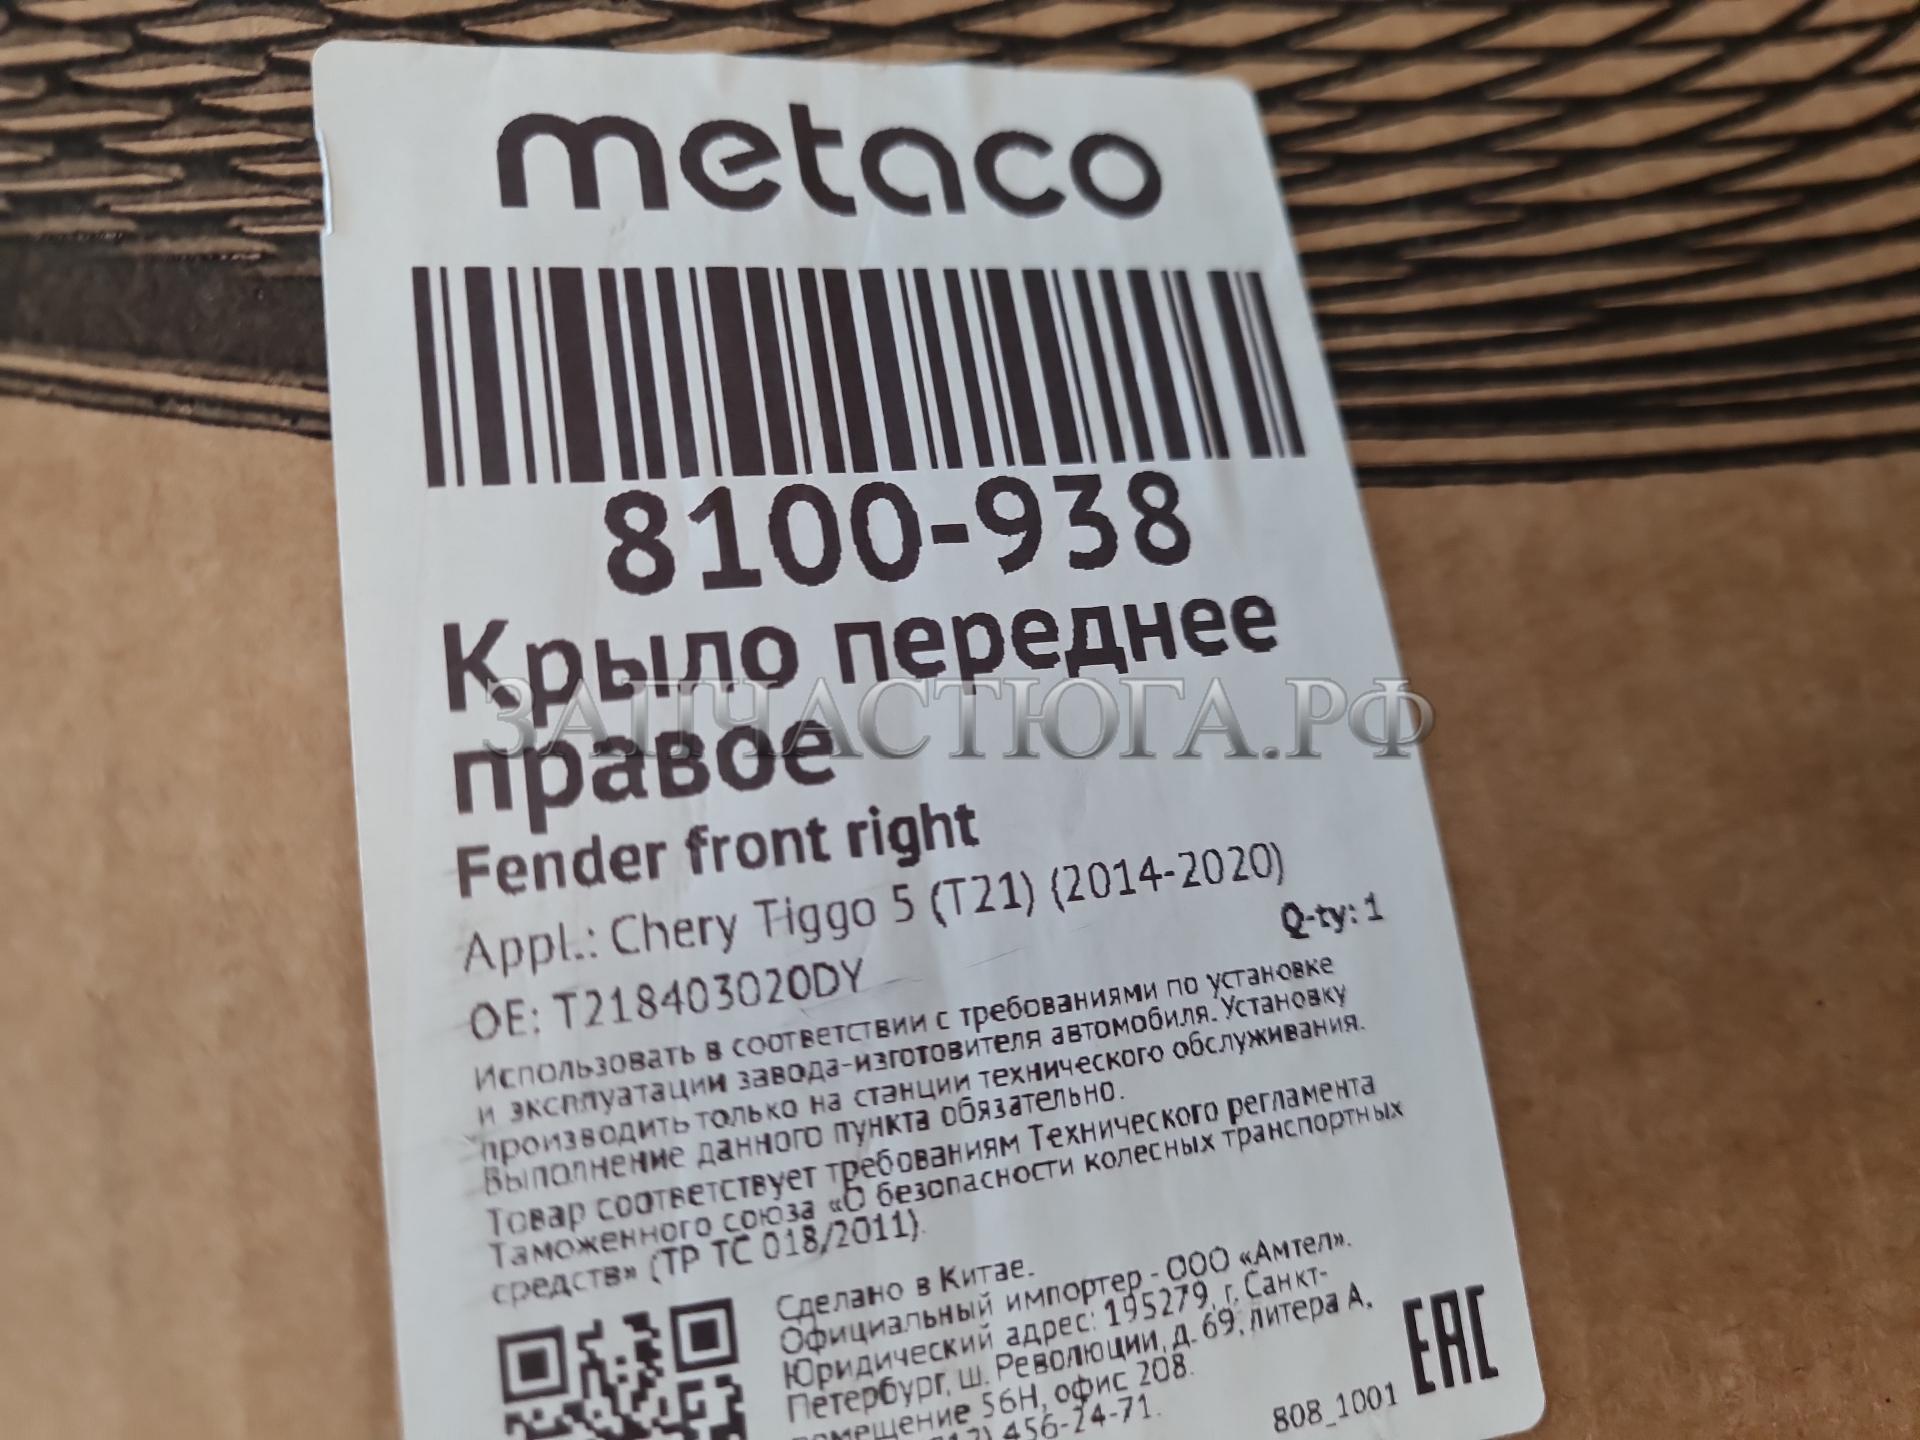 metaco
8100-938
Крыло переднее
ЗАПЧАСТЮГА.РФ
правое
Fender front right
Appl.: Chery Tiggo 5 (T21) (2014-2020)
Q-ty: 1
OE: T218403020DY
Использовать в соответствии с требованиями по установке
и эксплуатации завода-изготовителя автомобиля. Установку
производить только на станции технического обслуживания.
Выполнение данного пункта обязательно.
Товар соответствует требованиям Технического регламента
Таможенного союза «О безопасности колесных транспортных
средств» (ТР ТС 018/2011).
Сделано в Китае.
Официальный импортер - ООО «Амтел».
Юридический адрес: 195279, г. Санкт-
Петербург, ш. Революции, д. 69, литера А,
помещение 56Н, офис 208.
456-24-71.
808_1001
EAC